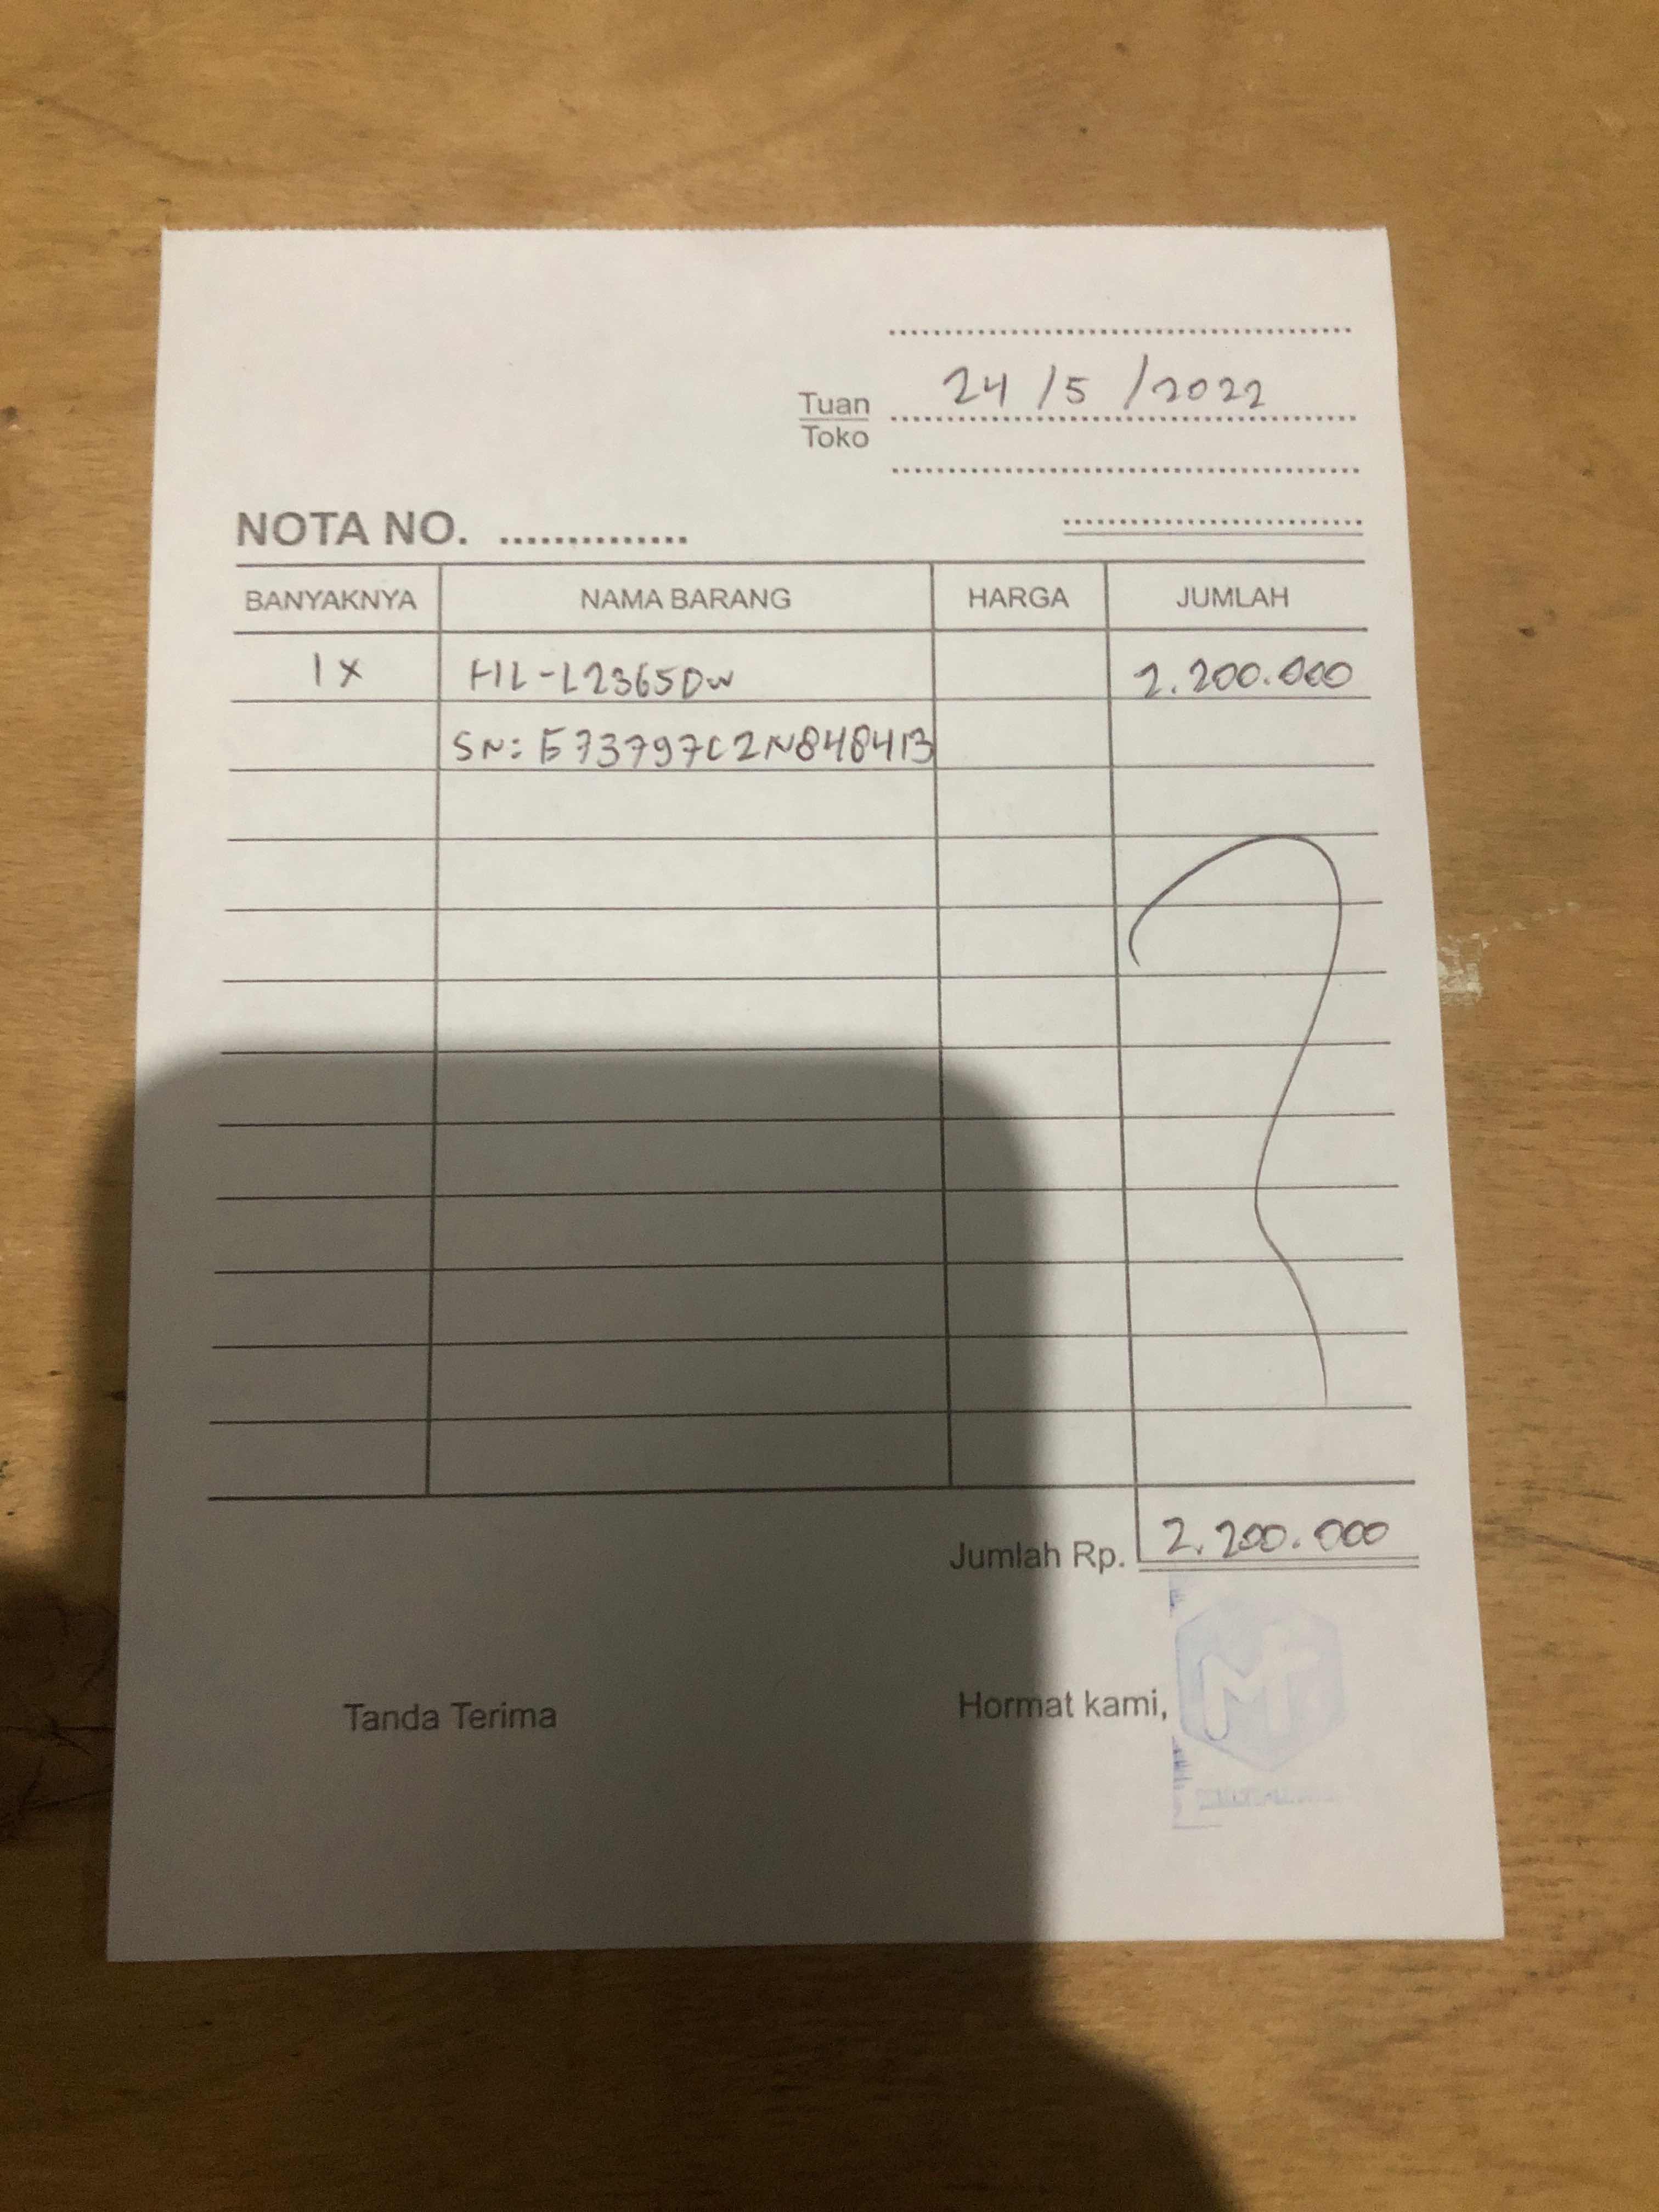 24/5/2022
Tuan
Toko
NOTA NO. ..............
BANYAKNYA NAMA BARANG HARGA JUMLAH
1x HL-L2365DW 2.200.000
SN: E73797C2N848413
Jumlah Rp. 2.200.000
Tanda Terima Hormat kami,